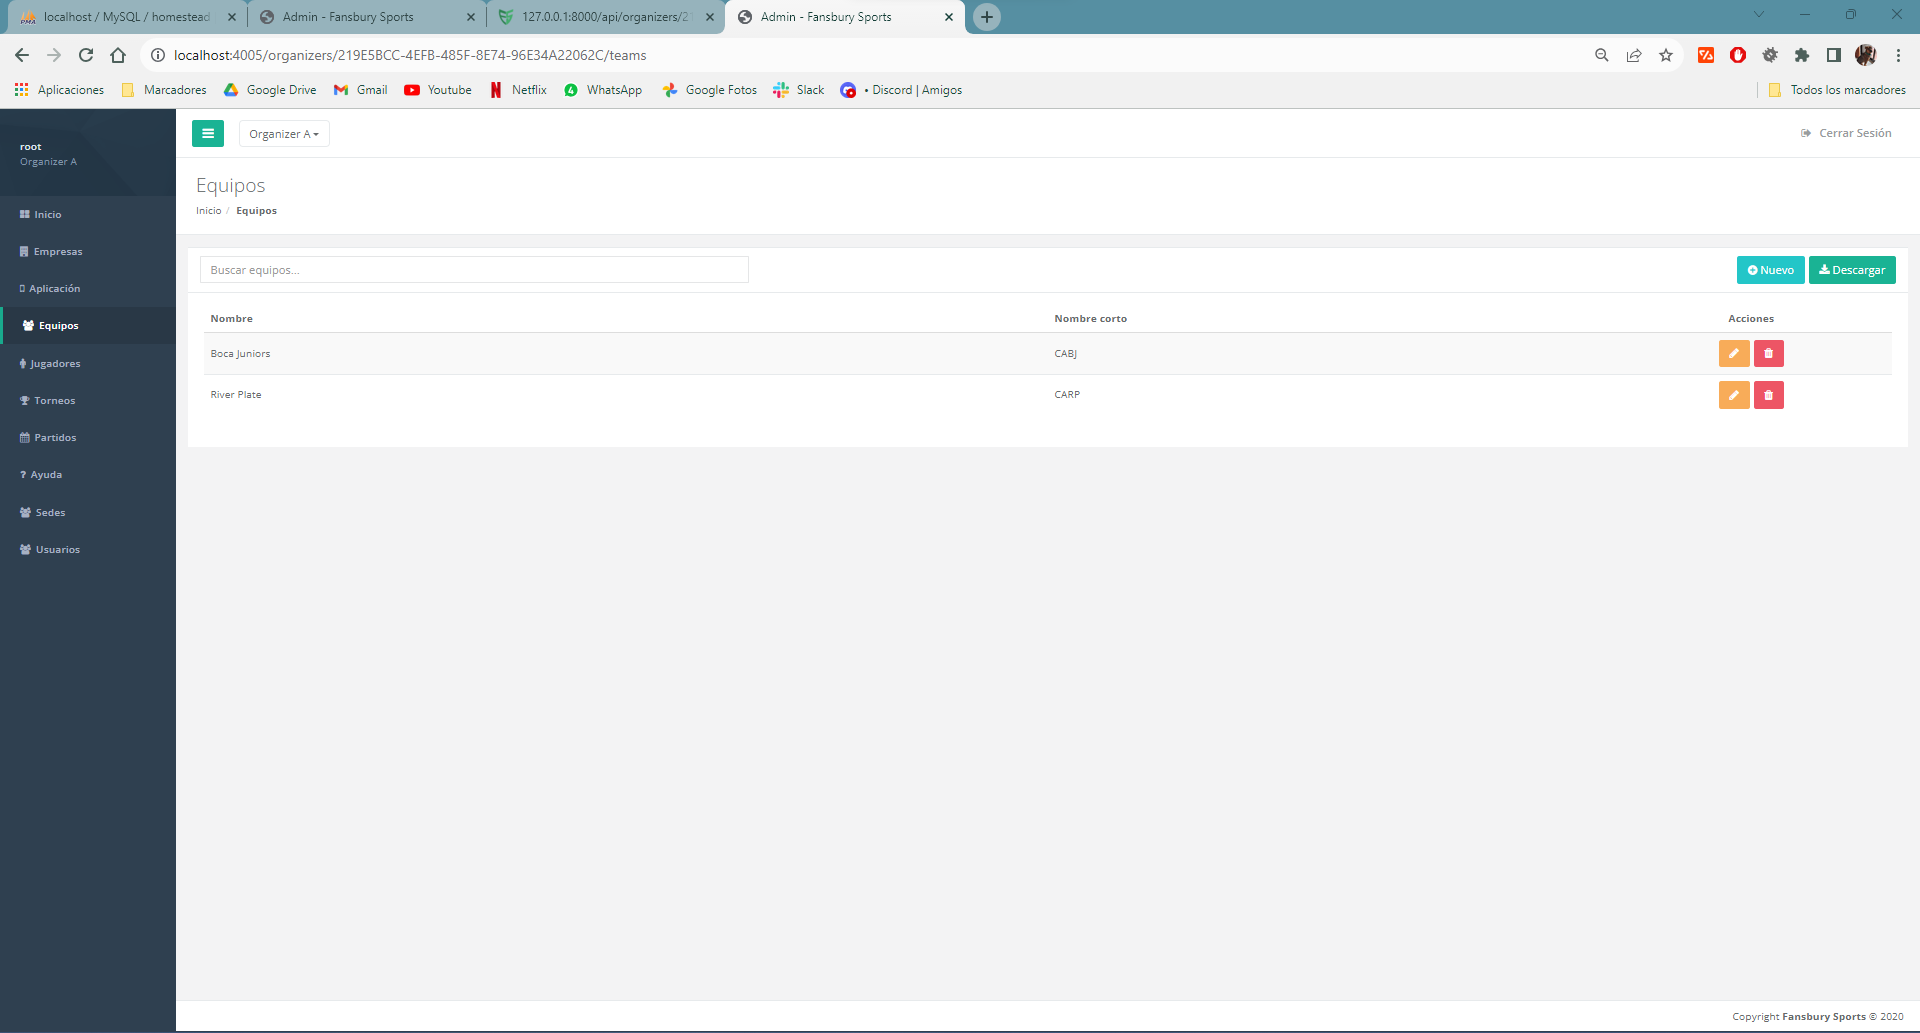 localhost / MySQL / homestead
Admin - Fansbury Sports
127.0.0.1:8000/api/organizers/21
Admin - Fansbury Sports
localhost:4005/organizers/219E5BCC-4EFB-485F-8E74-96E34A22062C/teams
Aplicaciones
Marcadores
Google Drive
Gmail
Youtube
Netflix
WhatsApp
Google Fotos
Slack
• Discord | Amigos
Todos los marcadores
root
Organizer A
Organizer A
Cerrar Sesión
Equipos
Inicio / Equipos
Inicio
Empresas
Aplicación
Equipos
Jugadores
Torneos
Partidos
Ayuda
Sedes
Usuarios
Buscar equipos...
Nuevo
Descargar
Nombre
Nombre corto
Acciones
Boca Juniors
CABJ
River Plate
CARP
Copyright Fansbury Sports © 2020